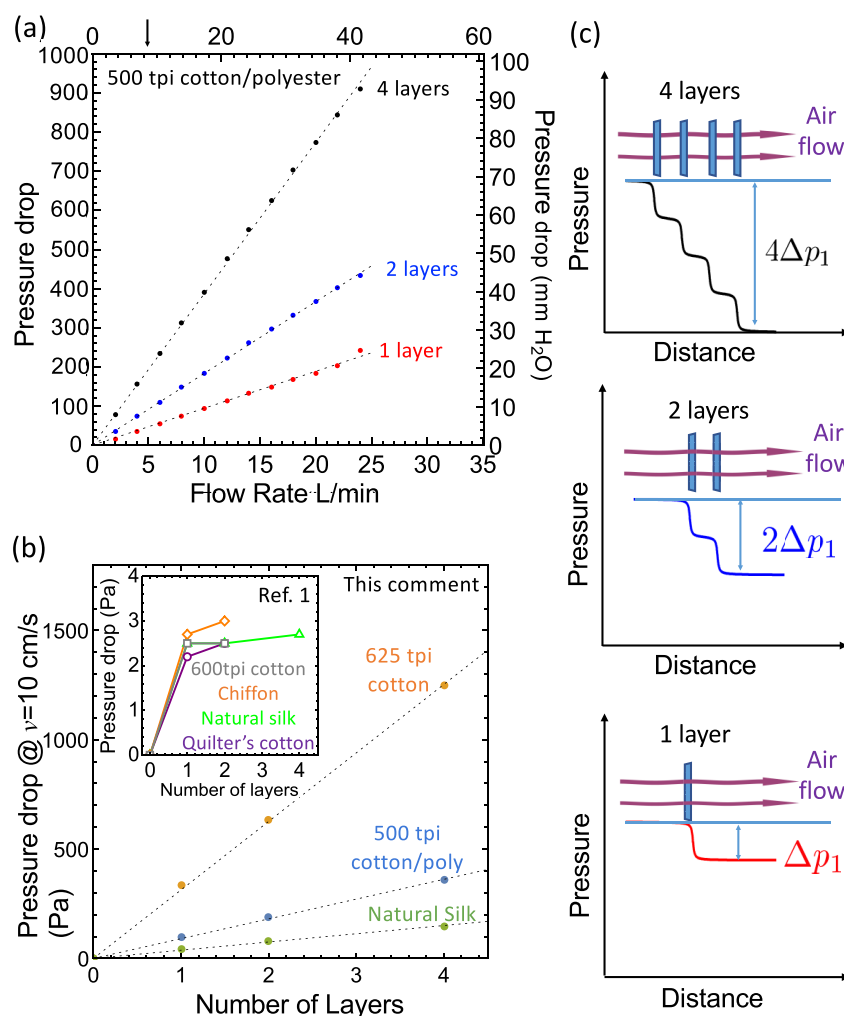 (a)
0 20 40 60
500 tpi cotton/polyester
4 layers
2 layers
1 layer
Pressure drop
1000
900
800
700
600
500
400
300
200
100
0
0 5 10 15 20 25 30 35
Flow Rate L/min
100
90
80
70
60
50
40
30
20
10
0
Pressure drop (mm H2O)
(b)
This comment
Pressure drop @ v=10 cm/s
(Pa)
1500
1000
500
0
0 1 2 3 4
Number of Layers
625 tpi
cotton
500 tpi
cotton/poly
Natural Silk
Ref. 1
Pressure drop (Pa)
4
3
2
1
0
600tpi cotton
Chiffon
Natural silk
Quilter's cotton
0 1 2 3 4
Number of layers
(c)
4 layers
Air
flow
Pressure
4Δp1
Distance
2 layers
Air
flow
Pressure
2Δp1
Distance
1 layer
Air
flow
Pressure
Δp1
Distance